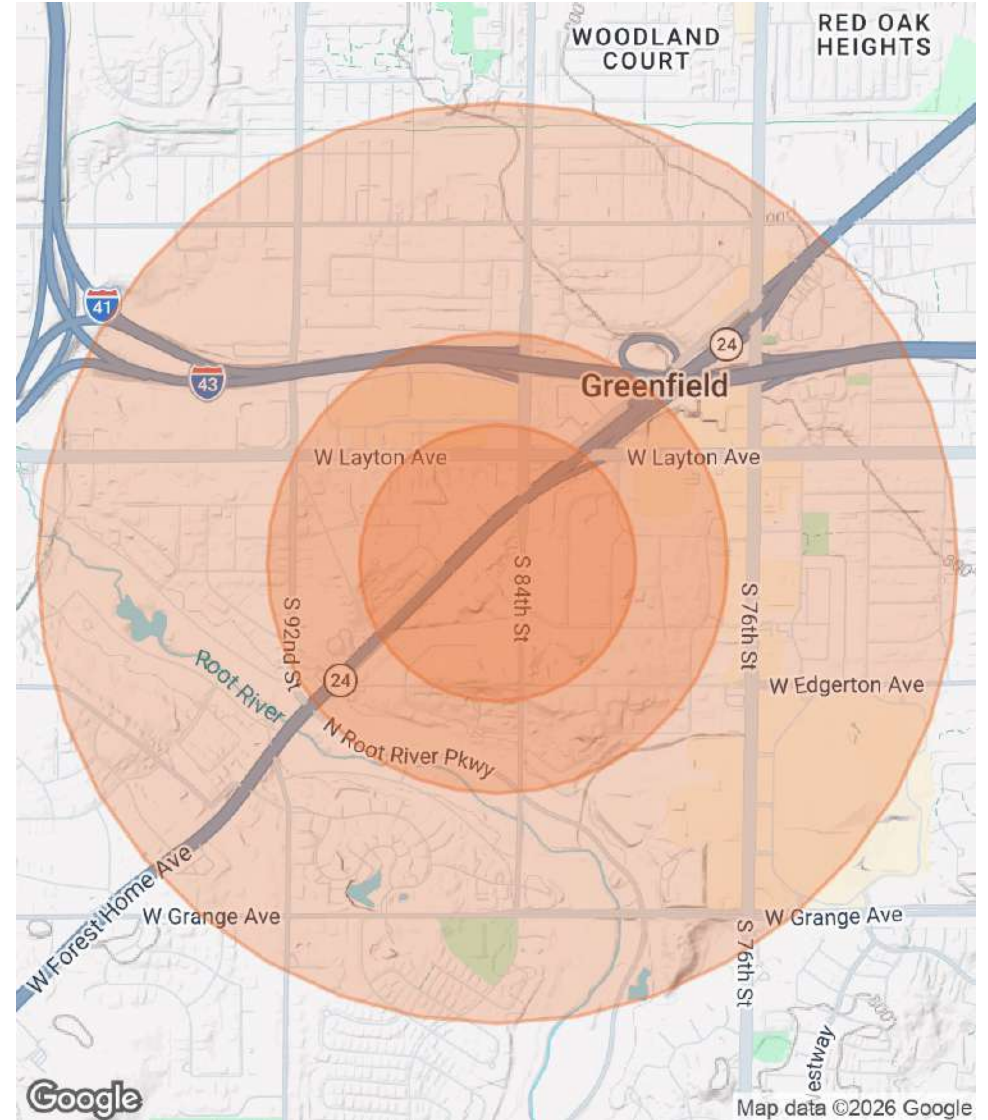 WOODLAND
COURT
RED OAK
HEIGHTS
41
43
24
Greenfield
W Layton Ave
W Layton Ave
S 84th St
S 92nd St
S 76th St
24
Root River
N Root River Pkwy
W Edgerton Ave
W Forest Home Ave
W Grange Ave
W Grange Ave
S 76th St
Google
Map data ©2026 Google